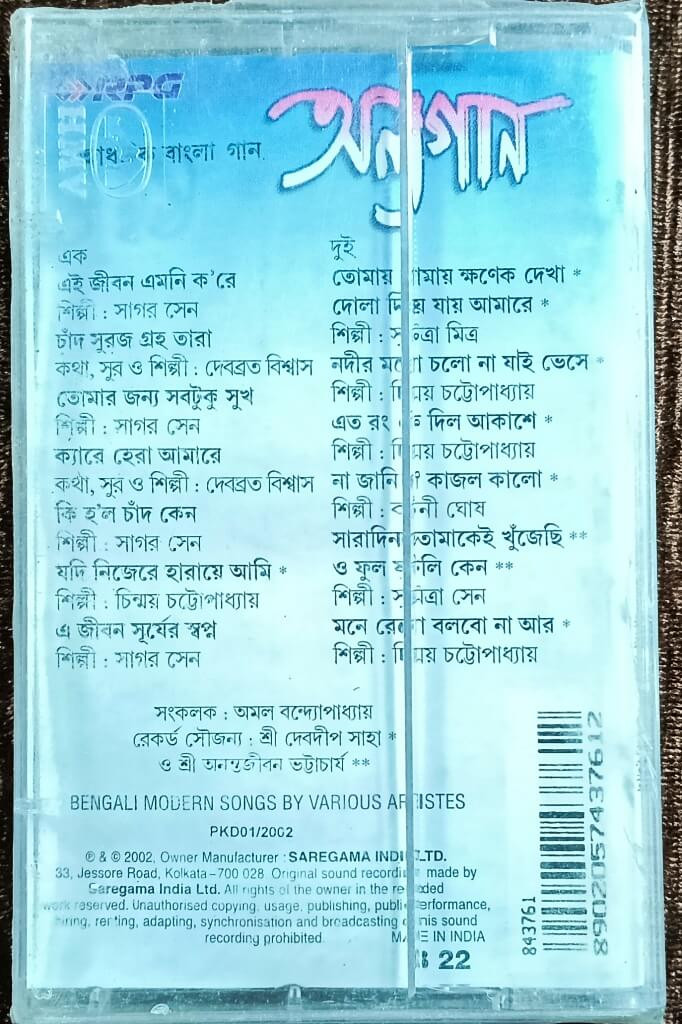 RPG
HMV
বাংলা গান
অন্যগান
এক
এই জীবন এমনি ক'রে
শিল্পী : সাগর সেন
চাঁদ সুরজ গ্রহ তারা
কথা, সুর ও শিল্পী : দেবব্রত বিশ্বাস
তোমার জন্য সবটুকু সুখ
শিল্পী : সাগর সেন
ক্যারে হেরা আমারে
কথা, সুর ও শিল্পী : দেবব্রত বিশ্বাস
কি হ'ল চাঁদ কেন
শিল্পী : সাগর সেন
যদি নিজেরে হারায়ে আমি *
শিল্পী : চিন্ময় চট্টোপাধ্যায়
এ জীবন সূর্যের স্বপ্ন
শিল্পী : সাগর সেন
দুই
তোমায় আমায় ক্ষণেক দেখা *
দোলা দিয়ে যায় আমারে *
শিল্পী : সুচিত্রা মিত্র
নদীর মতো চলো না যাই ভেসে *
শিল্পী : চিন্ময় চট্টোপাধ্যায়
এত রং কে দিল আকাশে *
শিল্পী : চিন্ময় চট্টোপাধ্যায়
না জানি কাজল কালো *
শিল্পী : ঘোষ
সারাদিন তোমাকেই খুঁজেছি **
ও ফুল কেন **
শিল্পী : সুমিত্রা সেন
মনে রেখো বলবো না আর *
শিল্পী : চিন্ময় চট্টোপাধ্যায়
সংকলক : অমল বন্দ্যোপাধ্যায়
রেকর্ড সৌজন্য : শ্রী দেবদীপ সাহা *
ও শ্রী অনন্তজীবন ভট্টাচার্য **
BENGALI MODERN SONGS BY VARIOUS ARTISTES
PKD01/2002
℗ & © 2002, Owner Manufacturer : SAREGAMA INDIA LTD.
33, Jessore Road, Kolkata-700 028 Original sound recording made by
Saregama India Ltd. All rights of the owner in the recorded
work reserved. Unauthorised copying, usage, publishing, public performance,
hiring, renting, adapting, synchronisation and broadcasting of this sound
recording prohibited. MADE IN INDIA
22
843761
8902057437612